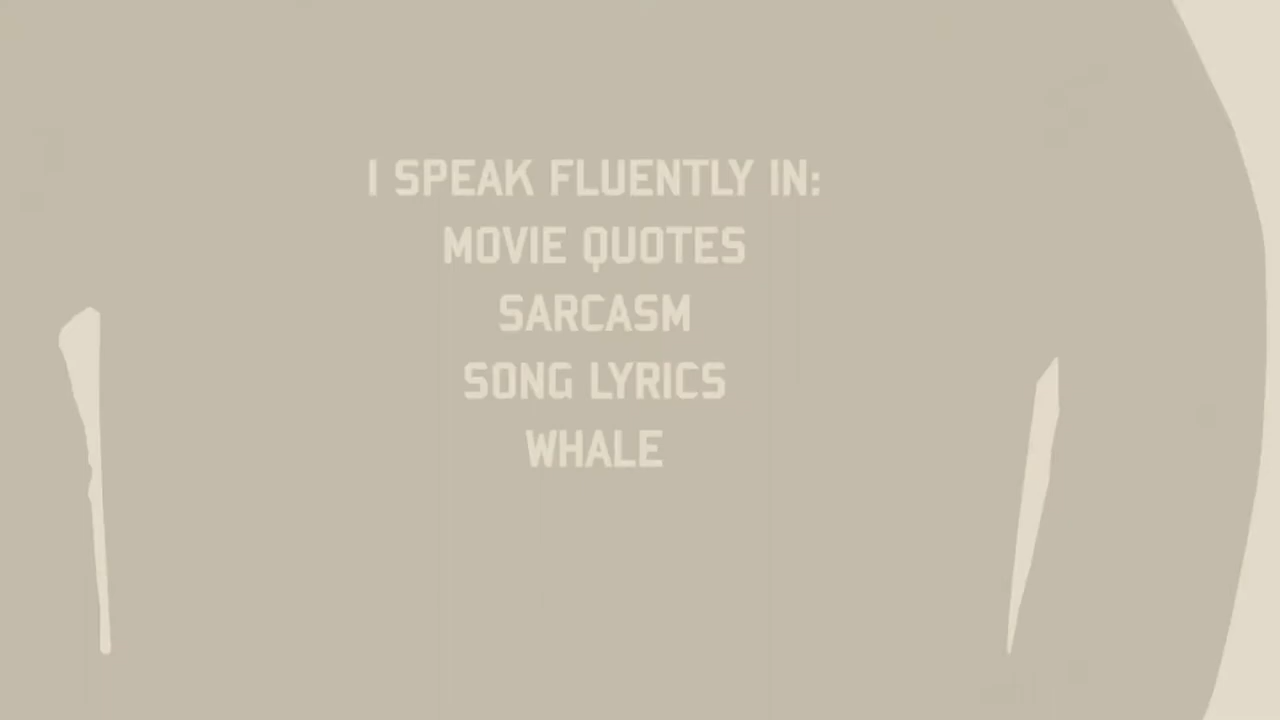 I SPEAK FLUENTLY IN:
MOVIE QUOTES
SARCASM
SONG LYRICS
WHALE